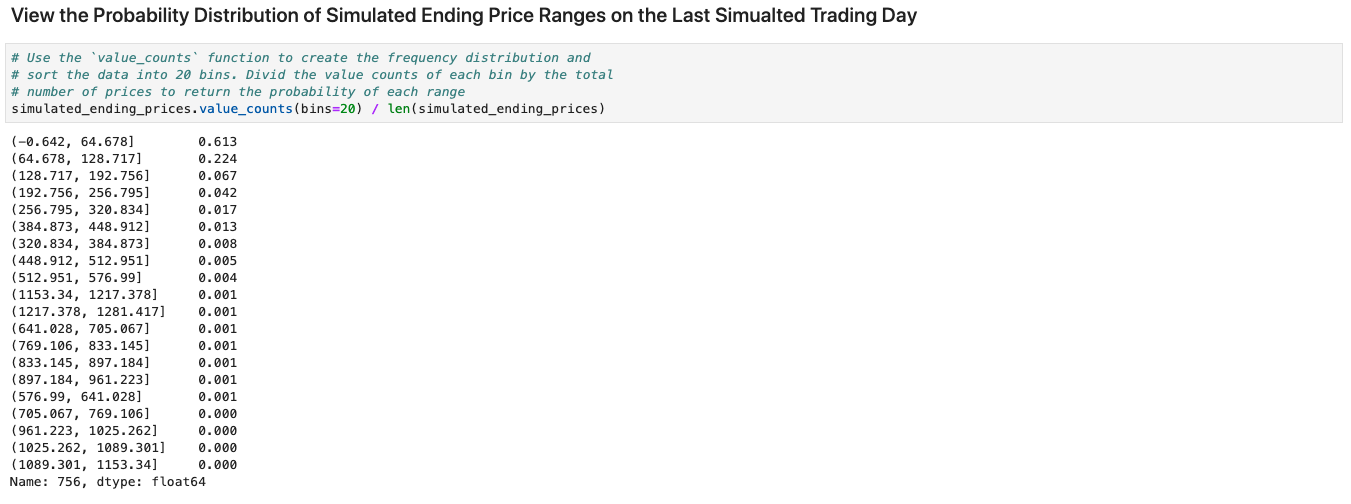 View the Probability Distribution of Simulated Ending Price Ranges on the Last Simualted Trading Day
# Use the `value_counts` function to create the frequency distribution and
# sort the data into 20 bins. Divid the value counts of each bin by the total
# number of prices to return the probability of each range
simulated_ending_prices.value_counts(bins=20) / len(simulated_ending_prices)
(-0.642, 64.678]        0.613
(64.678, 128.717]       0.224
(128.717, 192.756]      0.067
(192.756, 256.795]      0.042
(256.795, 320.834]      0.017
(384.873, 448.912]      0.013
(320.834, 384.873]      0.008
(448.912, 512.951]      0.005
(512.951, 576.99]       0.004
(1153.34, 1217.378]     0.001
(1217.378, 1281.417]    0.001
(641.028, 705.067]      0.001
(769.106, 833.145]      0.001
(833.145, 897.184]      0.001
(897.184, 961.223]      0.001
(576.99, 641.028]       0.001
(705.067, 769.106]      0.000
(961.223, 1025.262]     0.000
(1025.262, 1089.301]    0.000
(1089.301, 1153.34]     0.000
Name: 756, dtype: float64